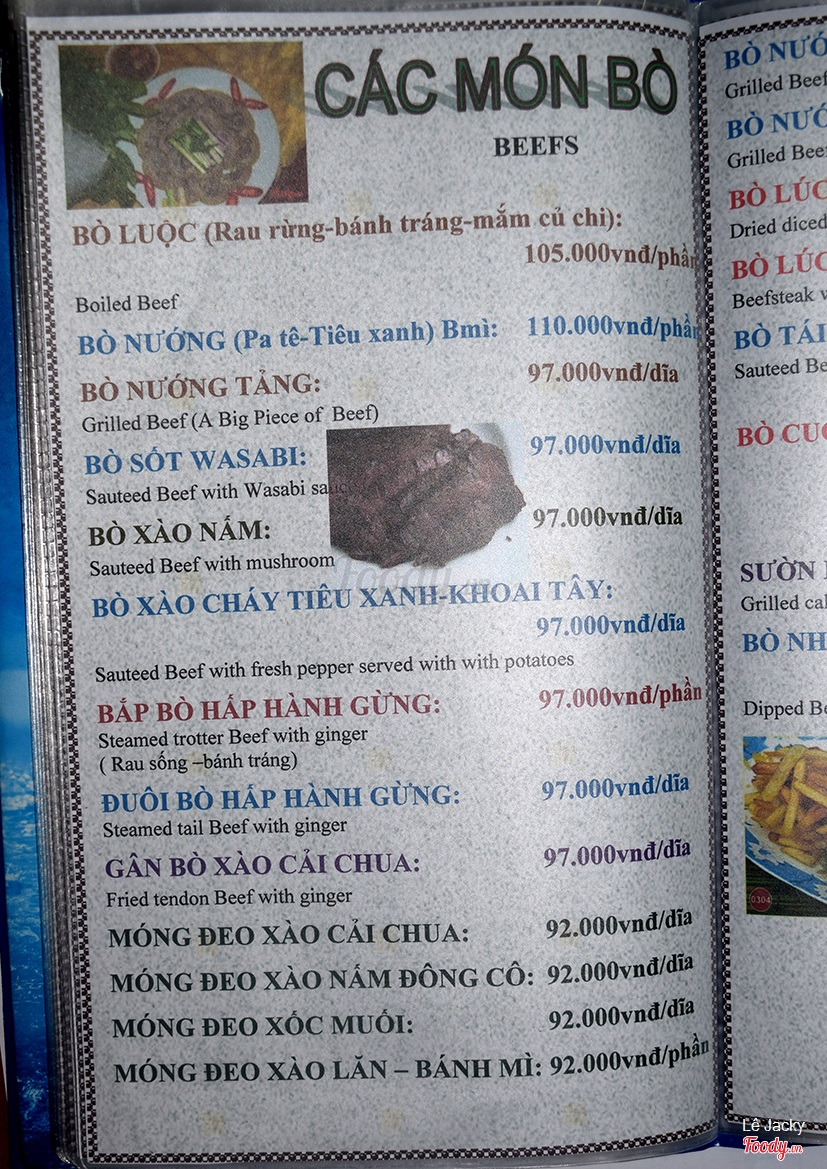 CÁC MÓN BÒ
BEEFS
BÒ LUỘC (Rau rừng-bánh tráng-mắm củ chi):
105.000vnđ/phần
Boiled Beef
BÒ NƯỚNG (Pa tê-Tiêu xanh) Bmì: 110.000vnđ/phần
BÒ NƯỚNG TẢNG: 97.000vnđ/dĩa
Grilled Beef (A Big Piece of Beef)
BÒ SỐT WASABI: 97.000vnđ/dĩa
Sauteed Beef with Wasabi sauce
BÒ XÀO NẤM: 97.000vnđ/dĩa
Sauteed Beef with mushroom
BÒ XÀO CHÁY TIÊU XANH-KHOAI TÂY:
97.000vnđ/dĩa
Sauteed Beef with fresh pepper served with with potatoes
BẮP BÒ HẤP HÀNH GỪNG: 97.000vnđ/phần
Steamed trotter Beef with ginger
( Rau sống –bánh tráng)
ĐUÔI BÒ HẤP HÀNH GỪNG: 97.000vnđ/dĩa
Steamed tail Beef with ginger
GÂN BÒ XÀO CẢI CHUA: 97.000vnđ/dĩa
Fried tendon Beef with ginger
MÓNG ĐEO XÀO CẢI CHUA: 92.000vnđ/dĩa
MÓNG ĐEO XÀO NẤM ĐÔNG CÔ: 92.000vnđ/dĩa
MÓNG ĐEO XỐC MUỐI: 92.000vnđ/dĩa
MÓNG ĐEO XÀO LĂN – BÁNH MÌ: 92.000vnđ/phần
BÒ NƯỚ
Grilled Beef
BÒ NƯỚ
Grilled Beef
BÒ LÚC
Dried diced
BÒ LÚC
Beefsteak
BÒ TÁI
Sauteed Be
BÒ CUC
SƯỜN
Grilled cal
BÒ NH
Dipped Be
0304
Lê Jacky
Foody.vn